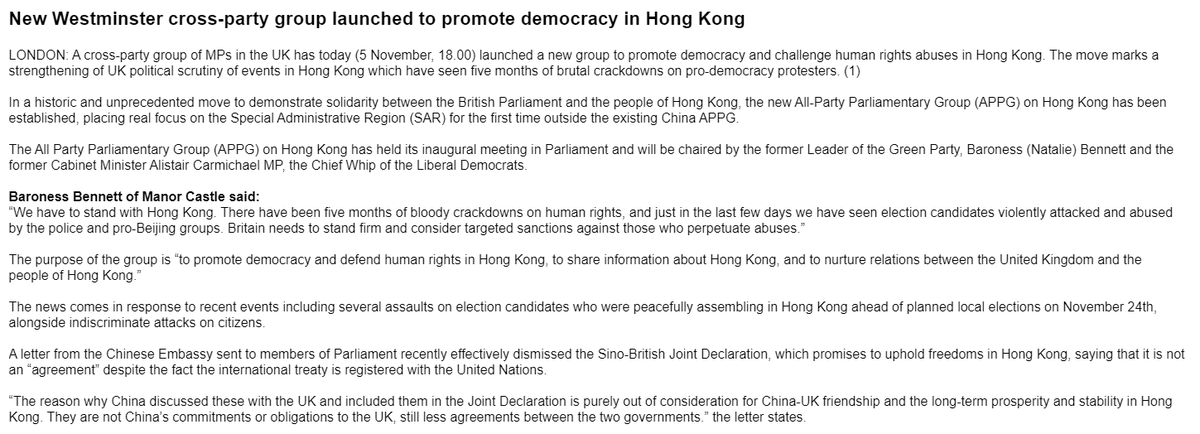 New Westminster cross-party group launched to promote democracy in Hong Kong
LONDON: A cross-party group of MPs in the UK has today (5 November, 18.00) launched a new group to promote democracy and challenge human rights abuses in Hong Kong. The move marks a
strengthening of UK political scrutiny of events in Hong Kong which have seen five months of brutal crackdowns on pro-democracy protesters. (1)
In a historic and unprecedented move to demonstrate solidarity between the British Parliament and the people of Hong Kong, the new All-Party Parliamentary Group (APPG) on Hong Kong has been
established, placing real focus on the Special Administrative Region (SAR) for the first time outside the existing China APPG.
The All Party Parliamentary Group (APPG) on Hong Kong has held its inaugural meeting in Parliament and will be chaired by the former Leader of the Green Party, Baroness (Natalie) Bennett and the
former Cabinet Minister Alistair Carmichael MP, the Chief Whip of the Liberal Democrats.
Baroness Bennett of Manor Castle said:
“We have to stand with Hong Kong. There have been five months of bloody crackdowns on human rights, and just in the last few days we have seen election candidates violently attacked and abused
by the police and pro-Beijing groups. Britain needs to stand firm and consider targeted sanctions against those who perpetuate abuses.”
The purpose of the group is “to promote democracy and defend human rights in Hong Kong, to share information about Hong Kong, and to nurture relations between the United Kingdom and the
people of Hong Kong.”
The news comes in response to recent events including several assaults on election candidates who were peacefully assembling in Hong Kong ahead of planned local elections on November 24th,
alongside indiscriminate attacks on citizens.
A letter from the Chinese Embassy sent to members of Parliament recently effectively dismissed the Sino-British Joint Declaration, which promises to uphold freedoms in Hong Kong, saying that it is not
an “agreement” despite the fact the international treaty is registered with the United Nations.
“The reason why China discussed these with the UK and included them in the Joint Declaration is purely out of consideration for China-UK friendship and the long-term prosperity and stability in Hong
Kong. They are not China’s commitments or obligations to the UK, still less agreements between the two governments.” the letter states.